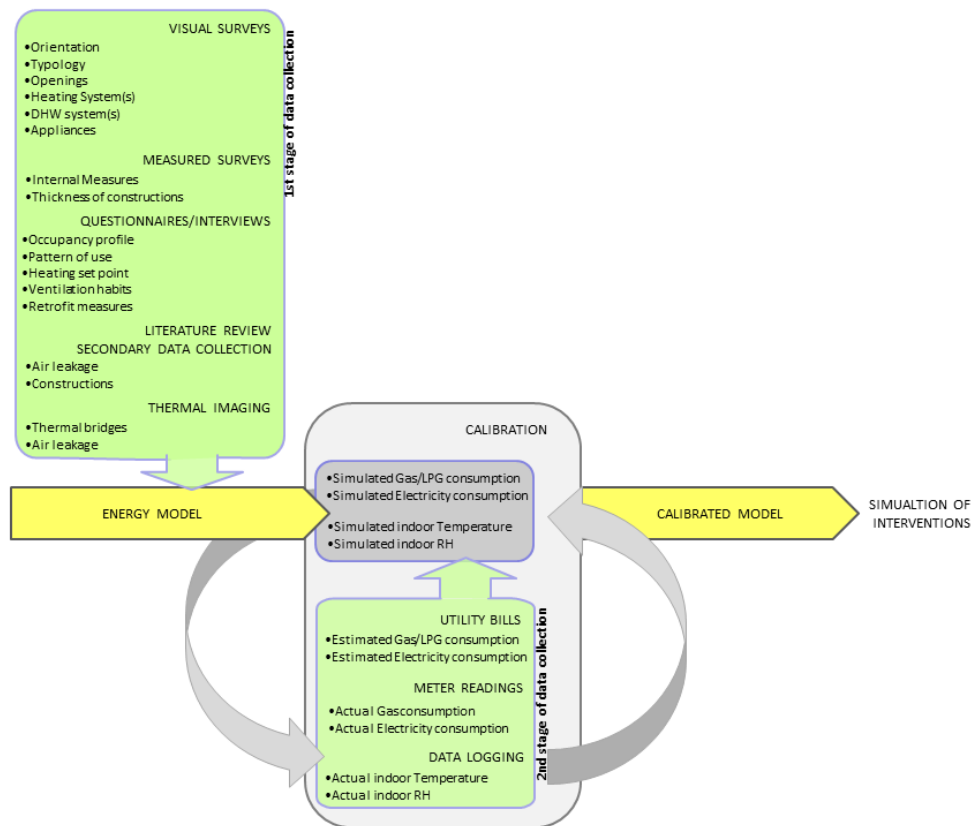 VISUAL SURVEYS
•Orientation
•Typology
•Openings
•Heating System(s)
•DHW system(s)
•Appliances
MEASURED SURVEYS
•Internal Measures
•Thickness of constructions
QUESTIONNAIRES/INTERVIEWS
•Occupancy profile
•Pattern of use
•Heating set point
•Ventilation habits
•Retrofit measures
LITERATURE REVIEW
SECONDARY DATA COLLECTION
•Air leakage
•Constructions
THERMAL IMAGING
•Thermal bridges
•Air leakage
1st stage of data collection
ENERGY MODEL
CALIBRATION
•Simulated Gas/LPG consumption
•Simulated Electricity consumption
•Simulated indoor Temperature
•Simulated indoor RH
CALIBRATED MODEL
SIMUALTION OF
INTERVENTIONS
UTILITY BILLS
•Estimated Gas/LPG consumption
•Estimated Electricity consumption
METER READINGS
•Actual Gasconsumption
•Actual Electricity consumption
DATA LOGGING
•Actual indoor Temperature
•Actual indoor RH
2nd stage of data collection